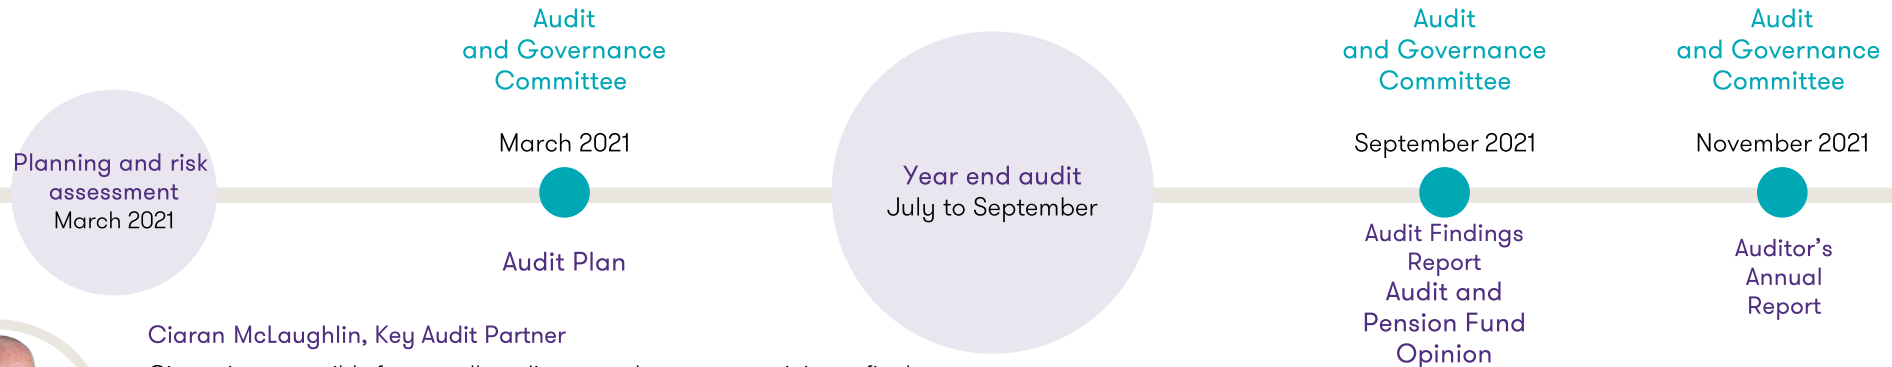 Planning and risk
assessment
March 2021
Audit
and Governance
Committee
March 2021
Audit Plan
Year end audit
July to September
Audit
and Governance
Committee
September 2021
Audit Findings
Report
Audit and
Pension Fund
Opinion
Audit
and Governance
Committee
November 2021
Auditor's
Annual
Report
Ciaran McLaughlin, Key Audit Partner